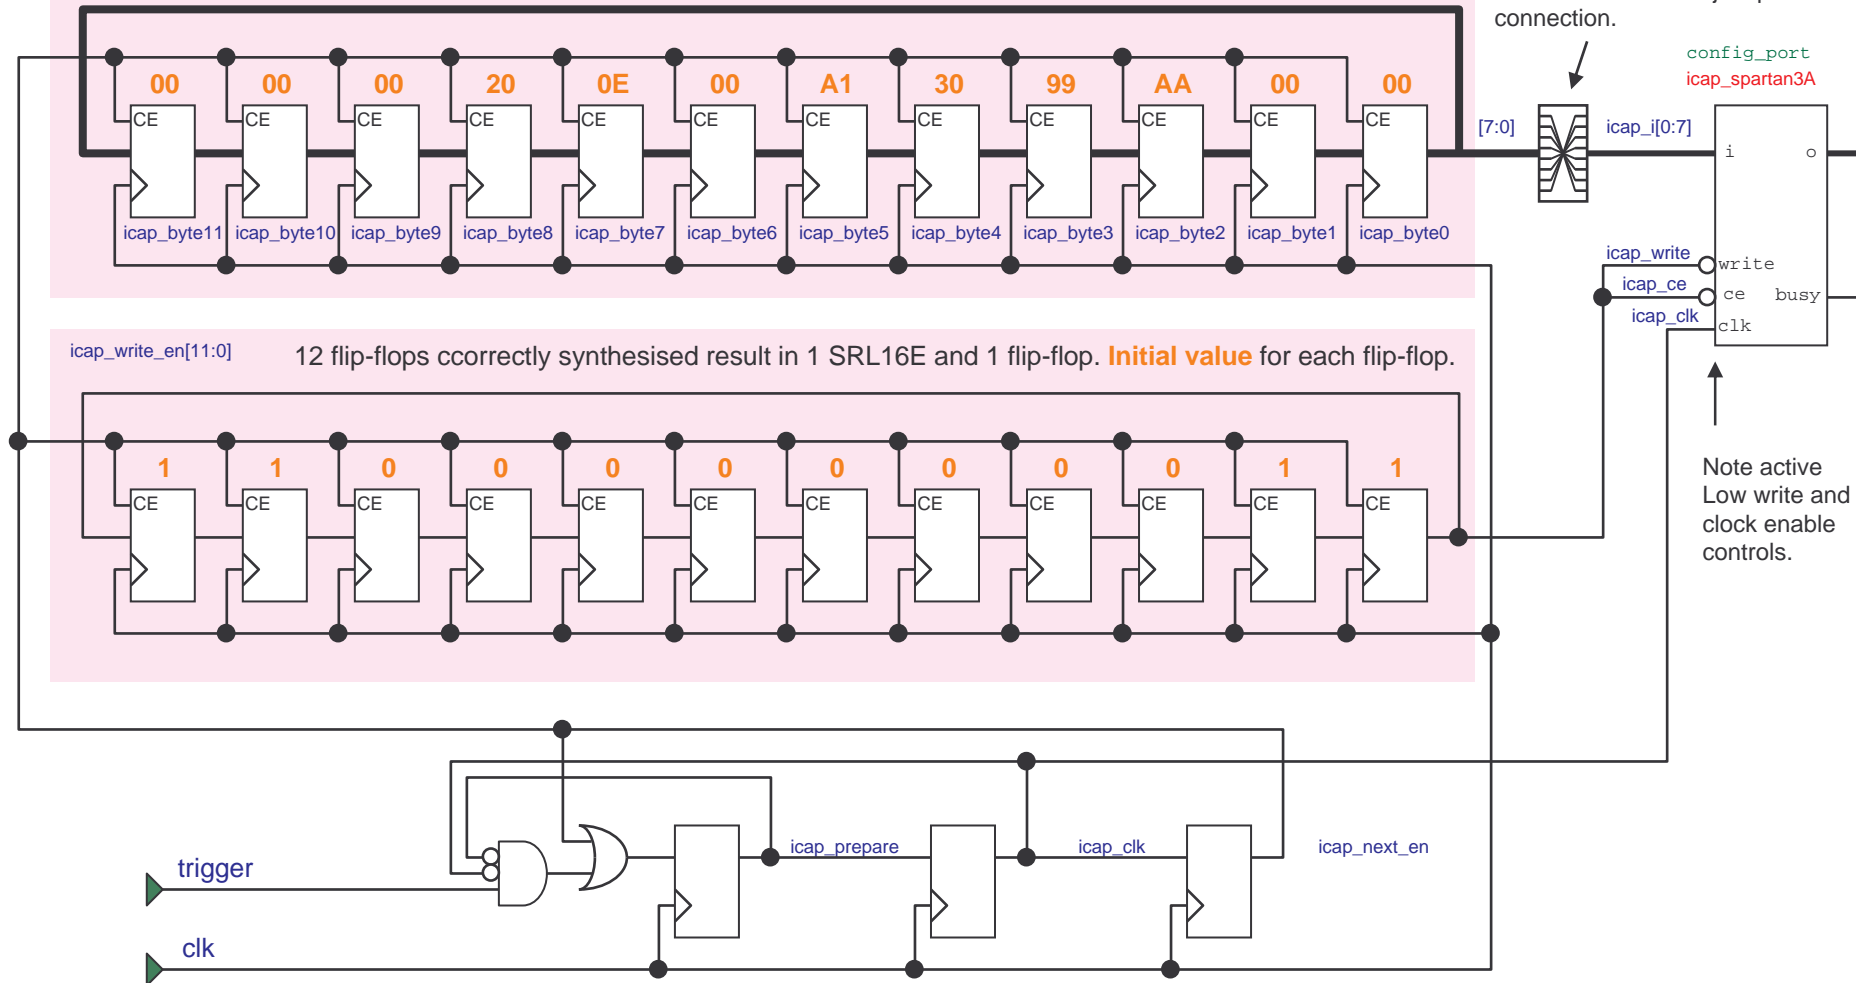 connection.
config_port
icap_spartan3A
00 00 00 20 0E 00 A1 30 99 AA 00 00
CE CE CE CE CE CE CE CE CE CE CE CE
[7:0]
icap_i[0:7]
i o
icap_byte11 icap_byte10 icap_byte9 icap_byte8 icap_byte7 icap_byte6 icap_byte5 icap_byte4 icap_byte3 icap_byte2 icap_byte1 icap_byte0
icap_write
write
icap_ce
ce busy
icap_clk
clk
icap_write_en[11:0]
12 flip-flops ccorrectly synthesised result in 1 SRL16E and 1 flip-flop. Initial value for each flip-flop.
1 1 0 0 0 0 0 0 0 0 1 1
CE CE CE CE CE CE CE CE CE CE CE CE
Note active
Low write and
clock enable
controls.
icap_prepare
icap_clk
icap_next_en
trigger
clk